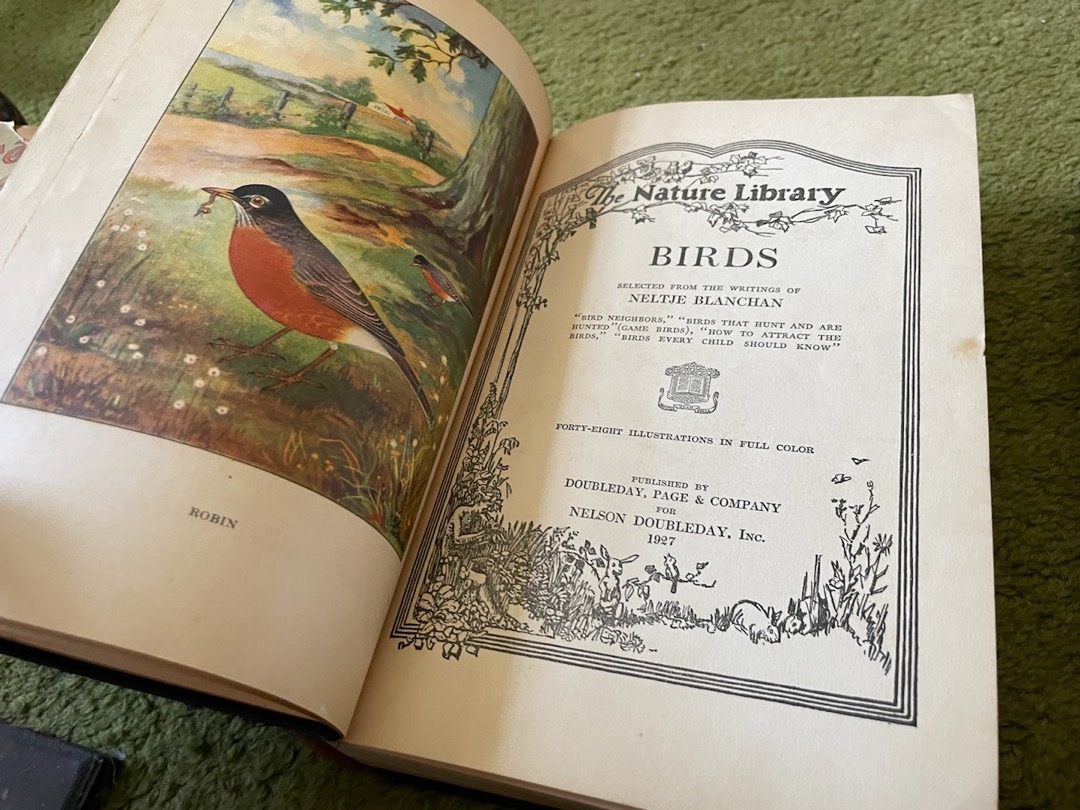 ROBIN
The Nature Library
BIRDS
SELECTED FROM THE WRITINGS OF
NELTJE BLANCHAN
"BIRD NEIGHBORS," "BIRDS THAT HUNT AND ARE
HUNTED" (GAME BIRDS), "HOW TO ATTRACT THE
BIRDS," "BIRDS EVERY CHILD SHOULD KNOW"
FORTY-EIGHT ILLUSTRATIONS IN FULL COLOR
PUBLISHED BY
DOUBLEDAY, PAGE & COMPANY
FOR
NELSON DOUBLEDAY, INC.
1927